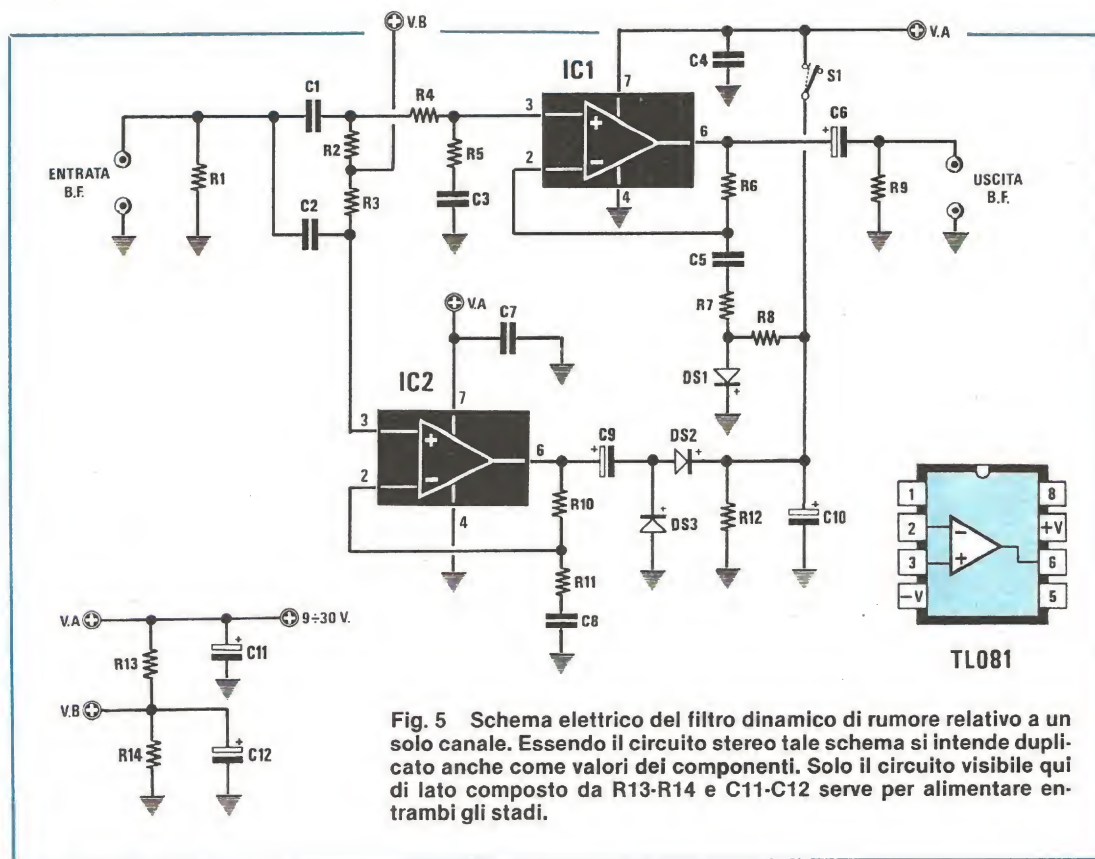 V.B
V.A
IC1
C4
S1
C1
R4
7
C6
3
+
ENTRATA
B.F.
R1
R2
R5
2
−
6
+
R6
R9
USCITA
B.F.
C2
R3
C3
4
C5
V.A
R7
R8
C7
IC2
DS1
+
7
3
+
+
C9
DS2
+
1
8
2
−
6
2
−
+V
R10
+
R12
+
C10
3
+
6
4
DS3
−V
5
R11
C8
TL081
V.A
9÷30 V.
R13
+
C11
V.B
R14
+
C12
Fig. 5 Schema elettrico del filtro dinamico di rumore relativo a un
solo canale. Essendo il circuito stereo tale schema si intende dupli-
cato anche come valori dei componenti. Solo il circuito visibile qui
di lato composto da R13-R14 e C11-C12 serve per alimentare en-
trambi gli stadi.